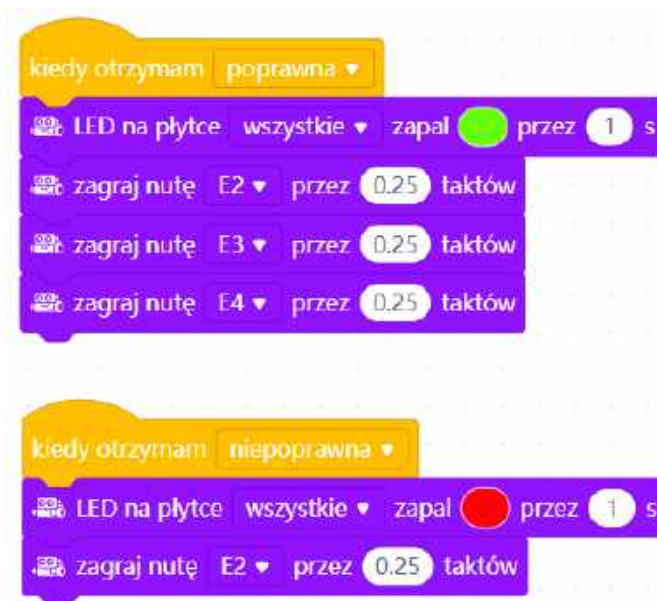 kiedy otrzymam poprawna
LED na płytce wszystkie zapal przez 1 s
zagraj nutę E2 przez 0.25 taktów
zagraj nutę E3 przez 0.25 taktów
zagraj nutę E4 przez 0.25 taktów
kiedy otrzymam niepoprawna
LED na płytce wszystkie zapal przez 1 s
zagraj nutę E2 przez 0.25 taktów